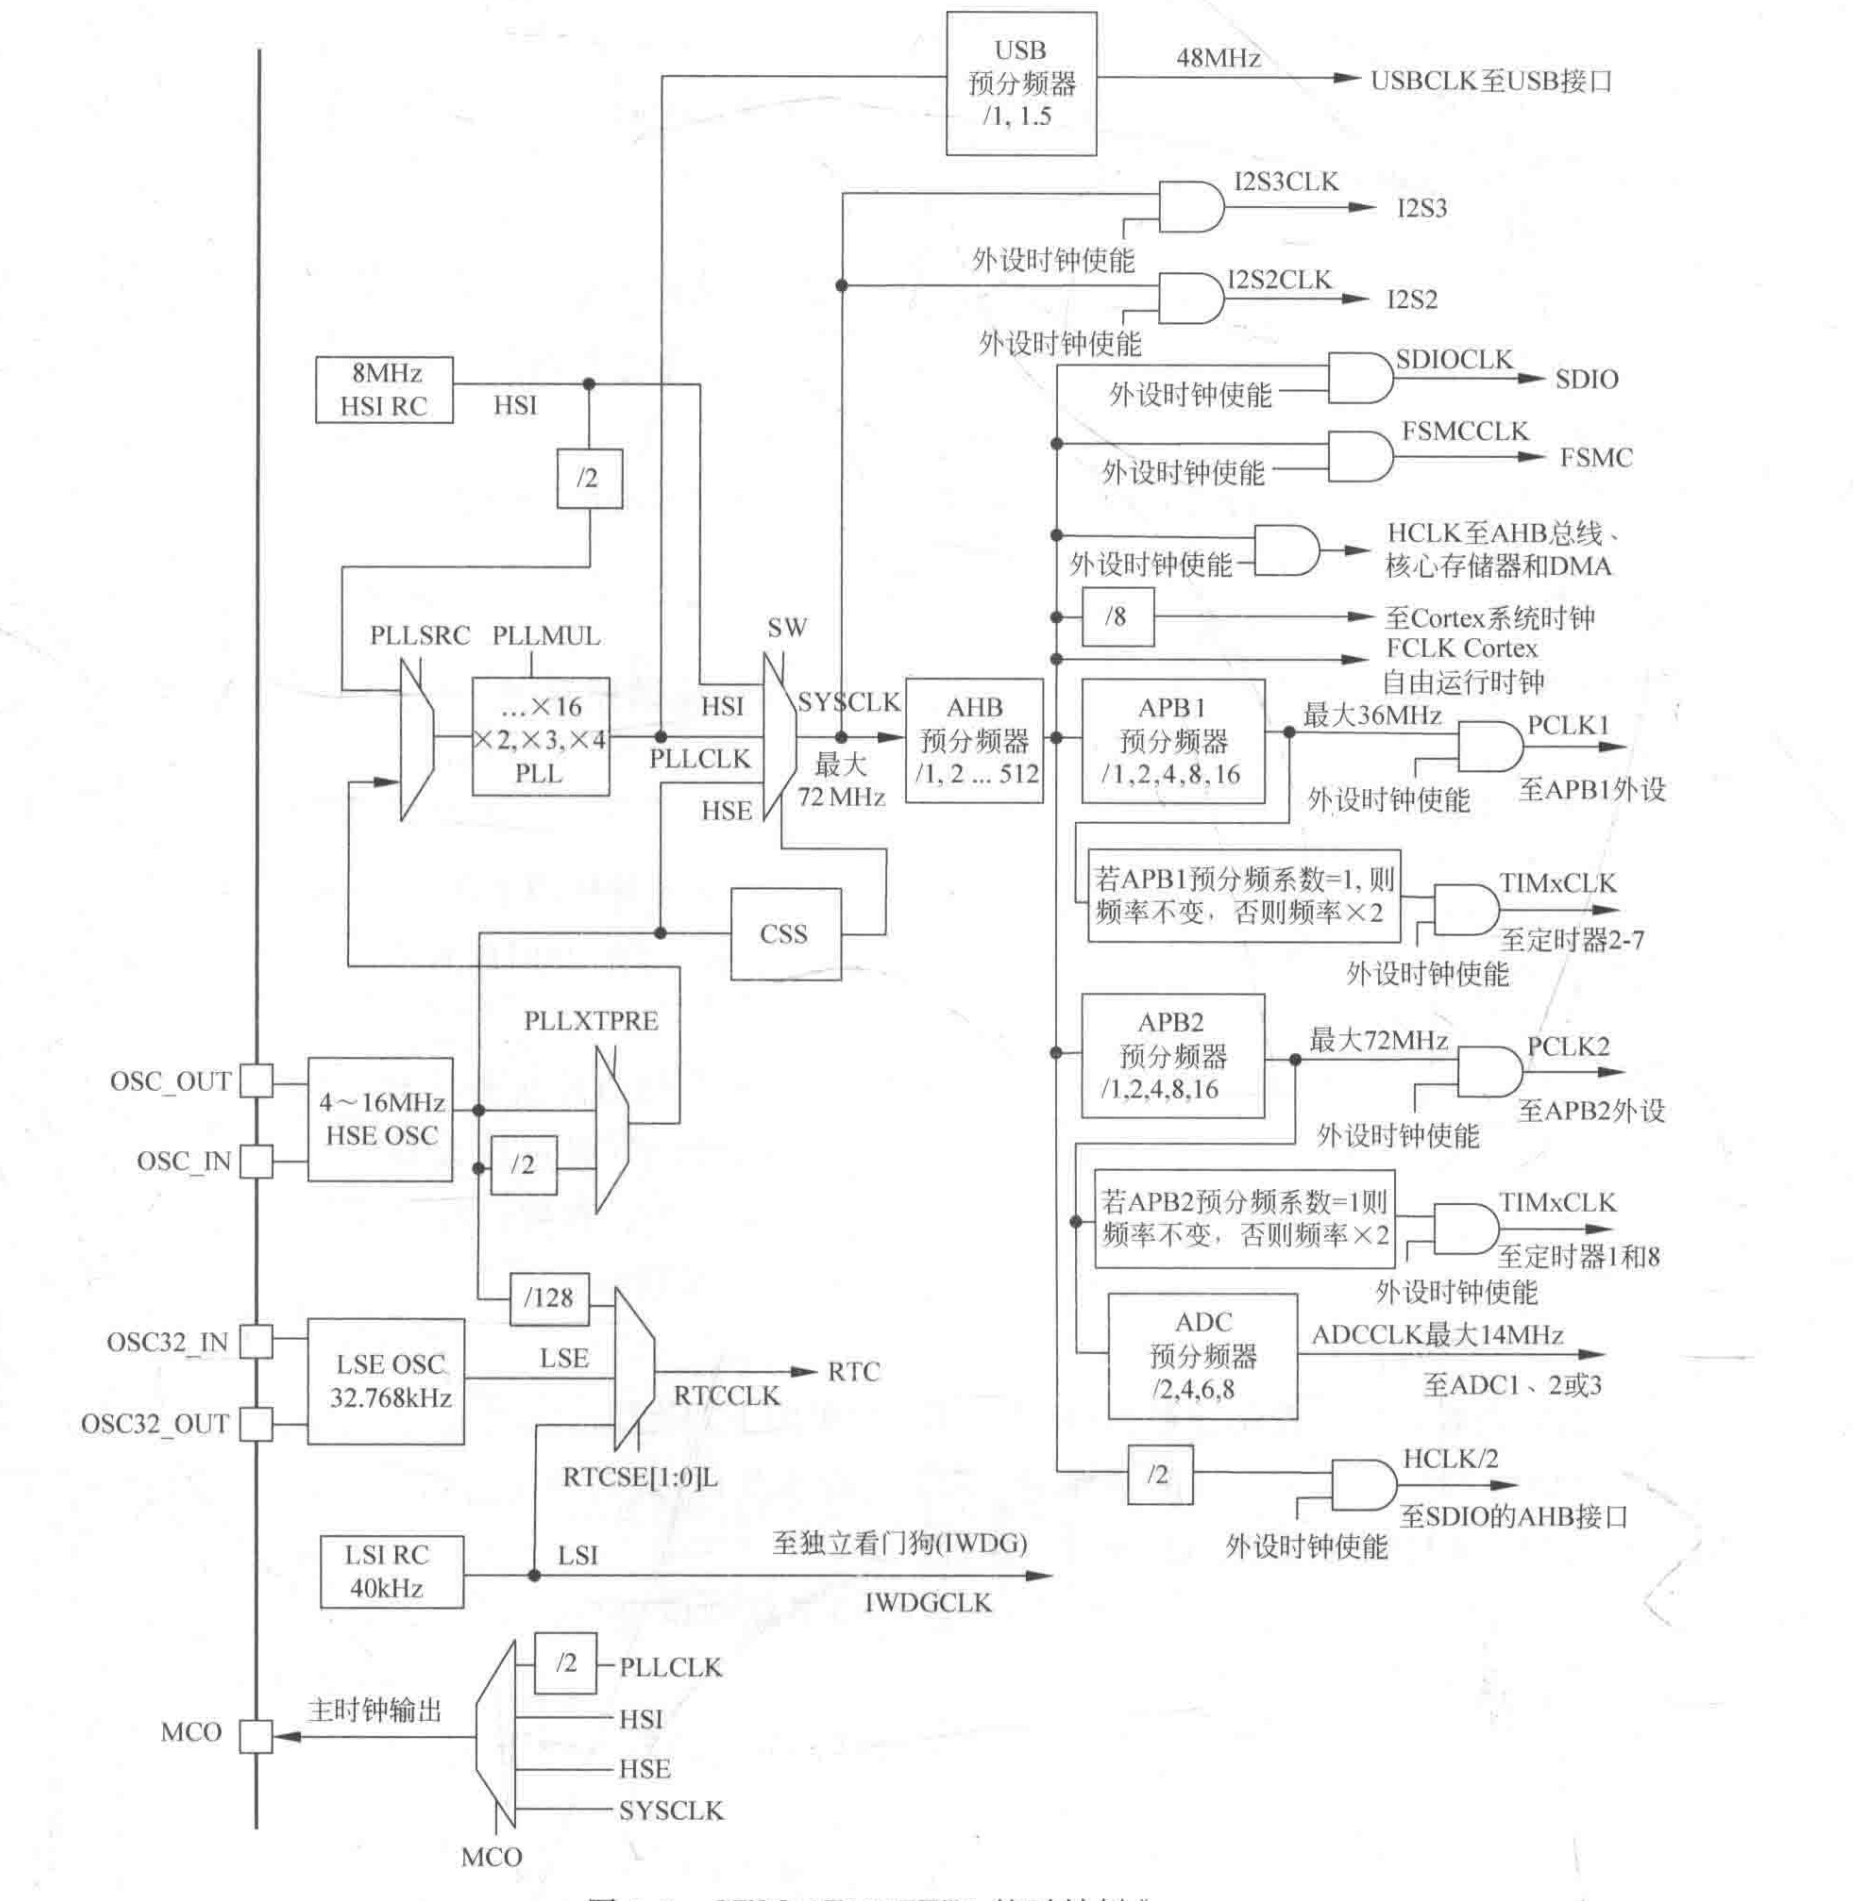 USB
预分频器
/1, 1.5
48MHz
USBCLK至USB接口
I2S3CLK
I2S3
外设时钟使能
I2S2CLK
I2S2
外设时钟使能
8MHz
HSI RC
HSI
/2
SDIOCLK
SDIO
外设时钟使能
FSMCCLK
FSMC
外设时钟使能
HCLK至AHB总线、
核心存储器和DMA
外设时钟使能
/8
至Cortex系统时钟
FCLK Cortex
自由运行时钟
PLLSRC
PLLMUL
SW
...×16
×2,×3,×4
PLL
HSI
PLLCLK
HSE
SYSCLK
最大
72MHz
AHB
预分频器
/1, 2 ... 512
APB1
预分频器
/1,2,4,8,16
最大36MHz
PCLK1
至APB1外设
外设时钟使能
若APB1预分频系数=1, 则
频率不变，否则频率×2
TIMxCLK
至定时器2-7
外设时钟使能
CSS
PLLXTPRE
OSC_OUT
OSC_IN
4～16MHz
HSE OSC
/2
APB2
预分频器
/1,2,4,8,16
最大72MHz
PCLK2
至APB2外设
外设时钟使能
若APB2预分频系数=1则
频率不变，否则频率×2
TIMxCLK
至定时器1和8
外设时钟使能
/128
OSC32_IN
OSC32_OUT
LSE OSC
32.768kHz
LSE
RTC
RTCCLK
RTCSE[1:0]L
ADC
预分频器
/2,4,6,8
ADCCLK最大14MHz
至ADC1、2或3
/2
HCLK/2
至SDIO的AHB接口
外设时钟使能
LSI RC
40kHz
LSI
至独立看门狗(IWDG)
IWDGCLK
/2
PLLCLK
HSI
HSE
SYSCLK
主时钟输出
MCO
MCO